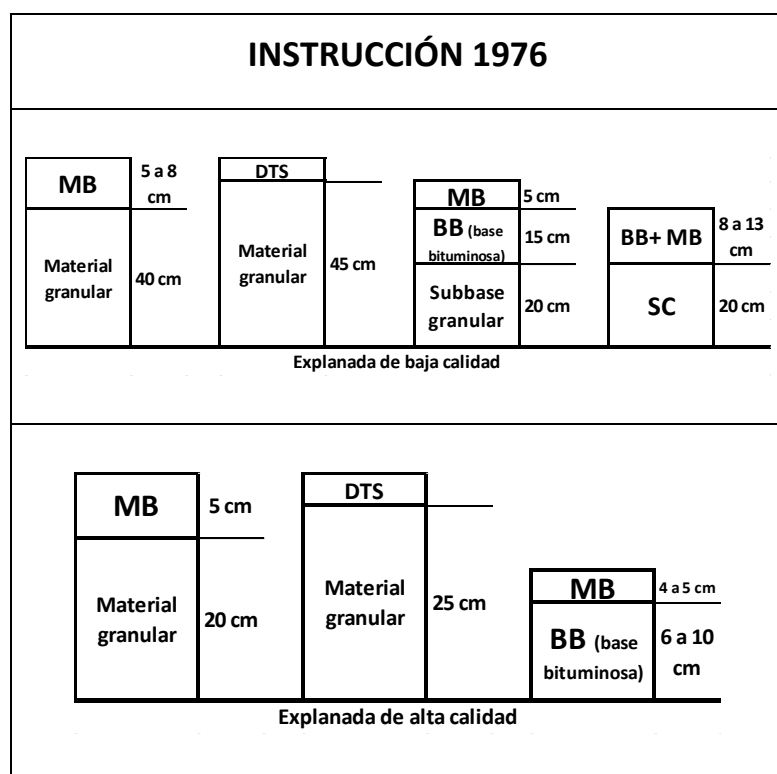 INSTRUCCIÓN 1976
MB
5 a 8
cm
Material
granular
40 cm
DTS
Material
granular
45 cm
MB
5 cm
BB (base
bituminosa)
15 cm
Subbase
granular
20 cm
BB+ MB
8 a 13
cm
SC
20 cm
Explanada de baja calidad
MB
5 cm
Material
granular
20 cm
DTS
Material
granular
25 cm
MB
4 a 5 cm
BB (base
bituminosa)
6 a 10
cm
Explanada de alta calidad